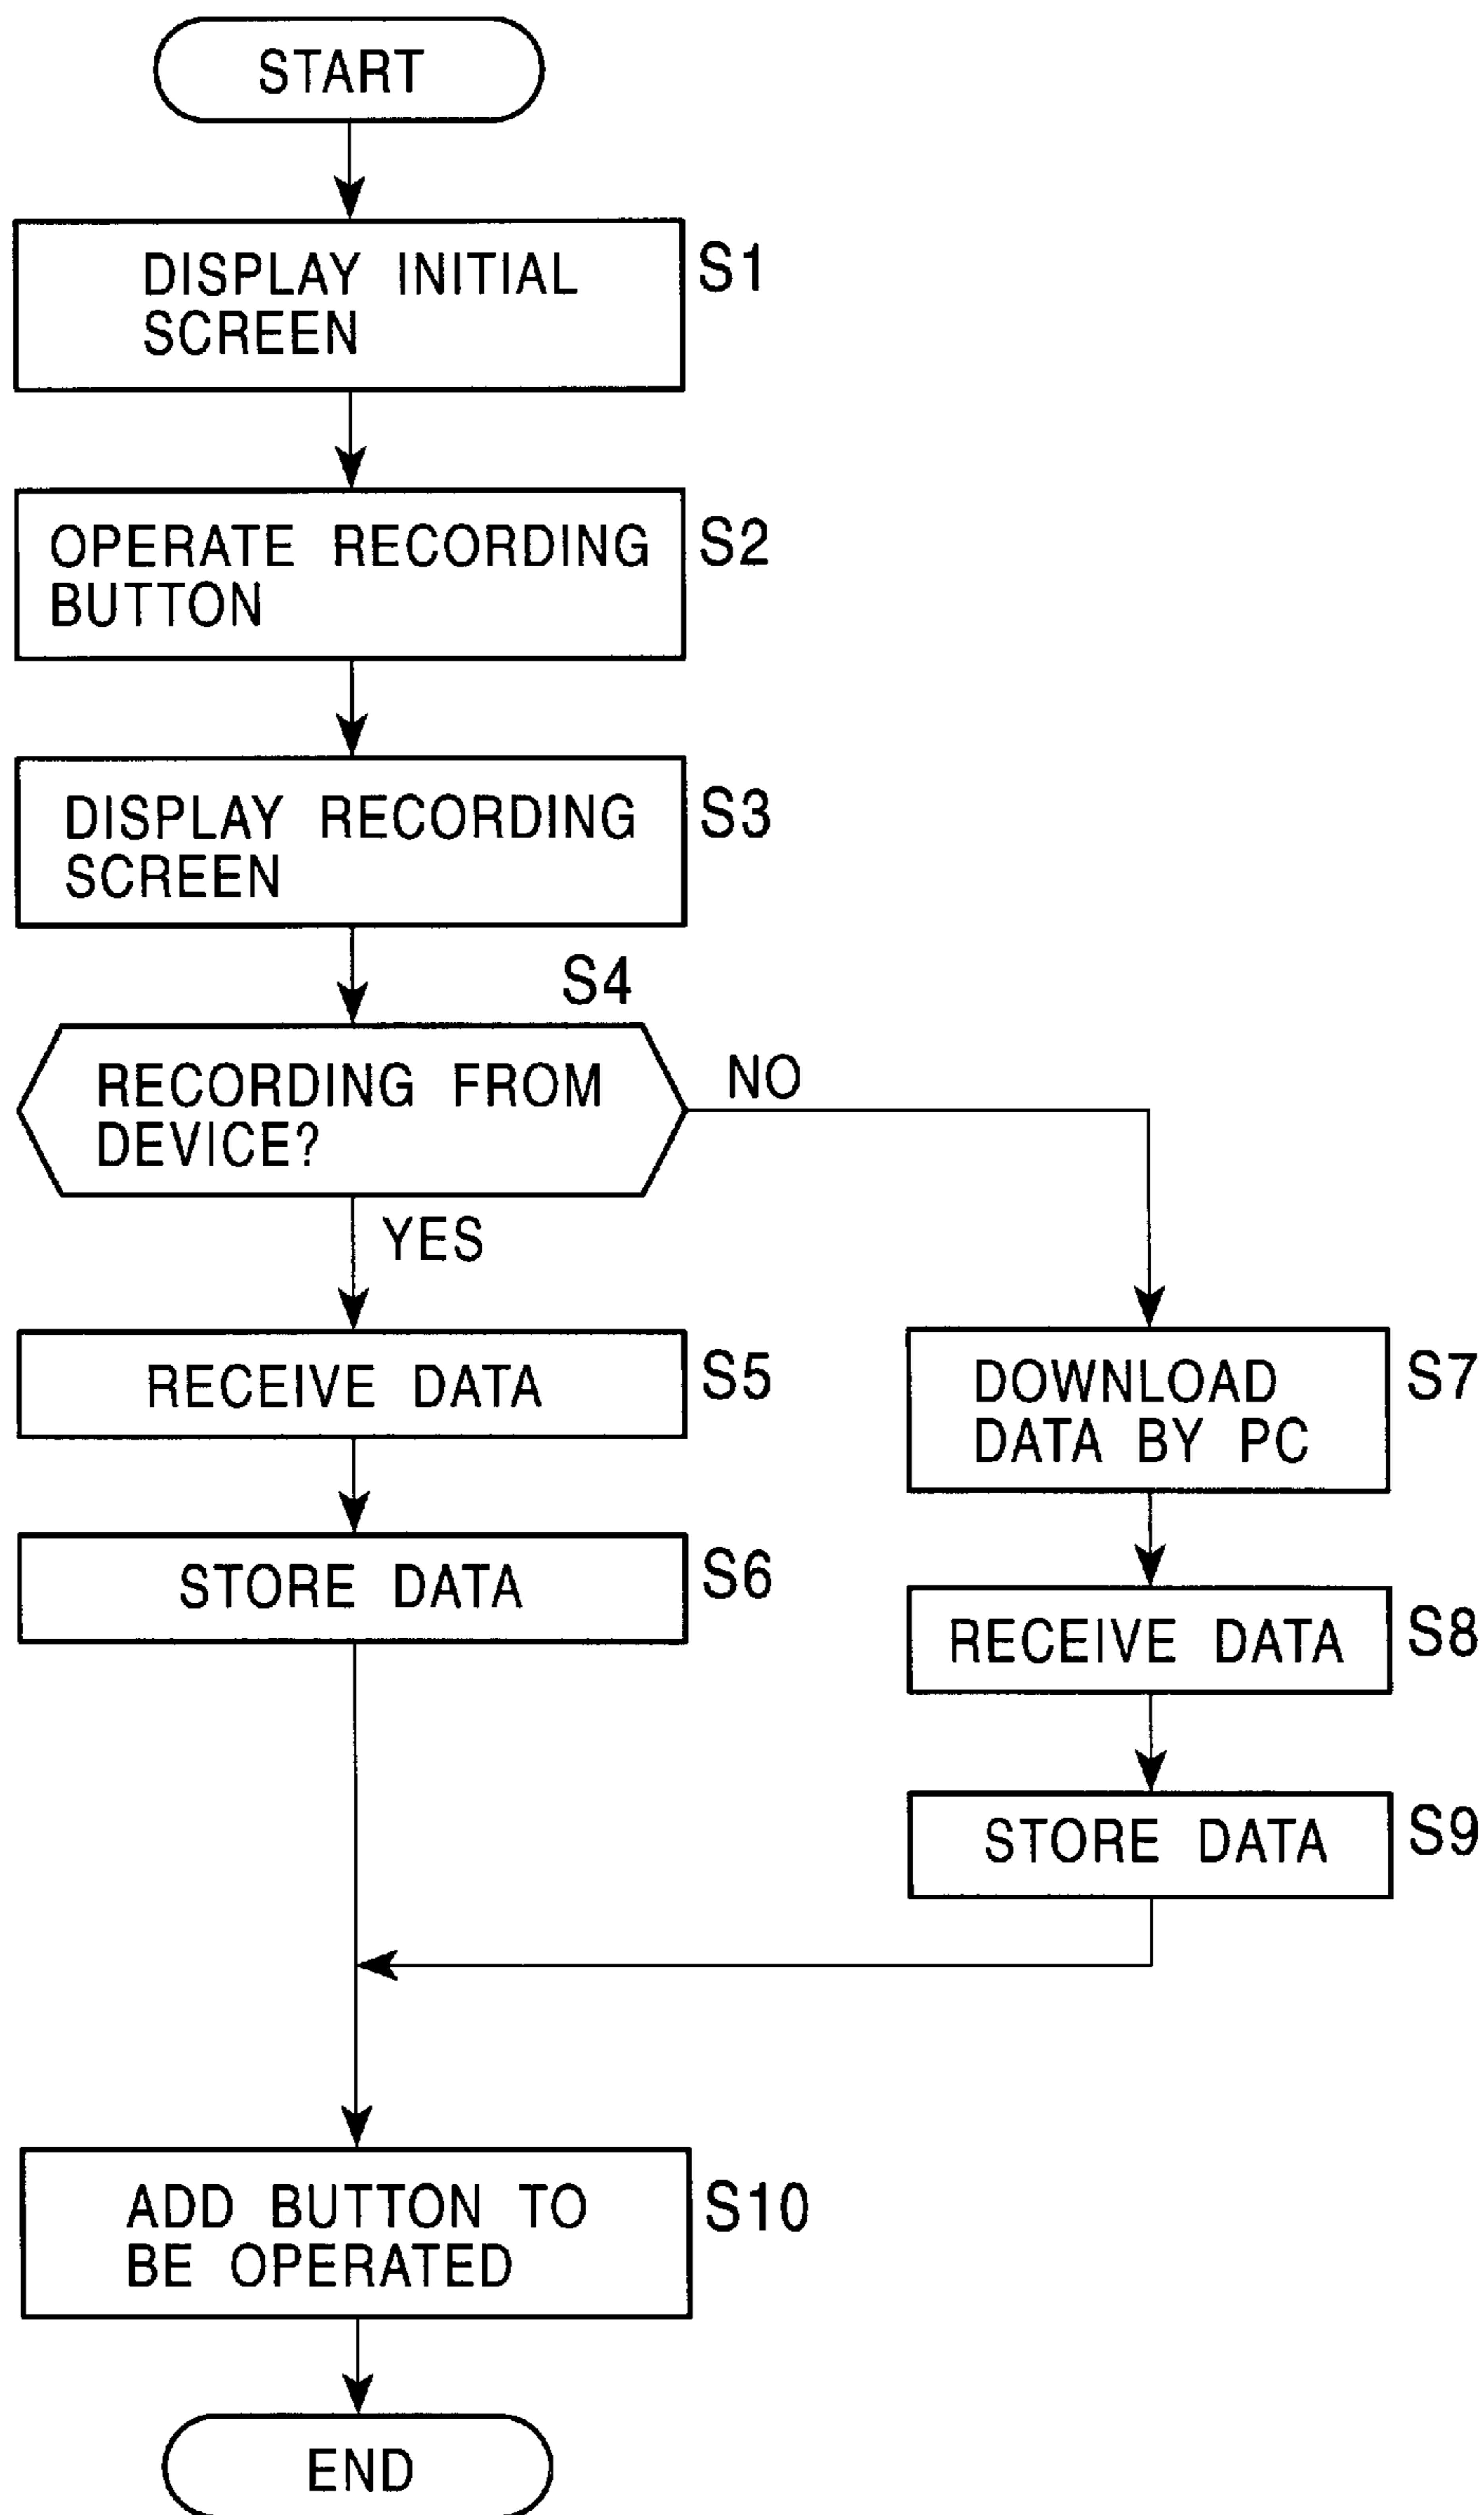 START
DISPLAY INITIAL
SCREEN
S1
OPERATE RECORDING
BUTTON
S2
DISPLAY RECORDING
SCREEN
S3
S4
RECORDING FROM
DEVICE?
NO
YES
RECEIVE DATA
S5
STORE DATA
S6
DOWNLOAD
DATA BY PC
S7
RECEIVE DATA
S8
STORE DATA
S9
ADD BUTTON TO
BE OPERATED
S10
END